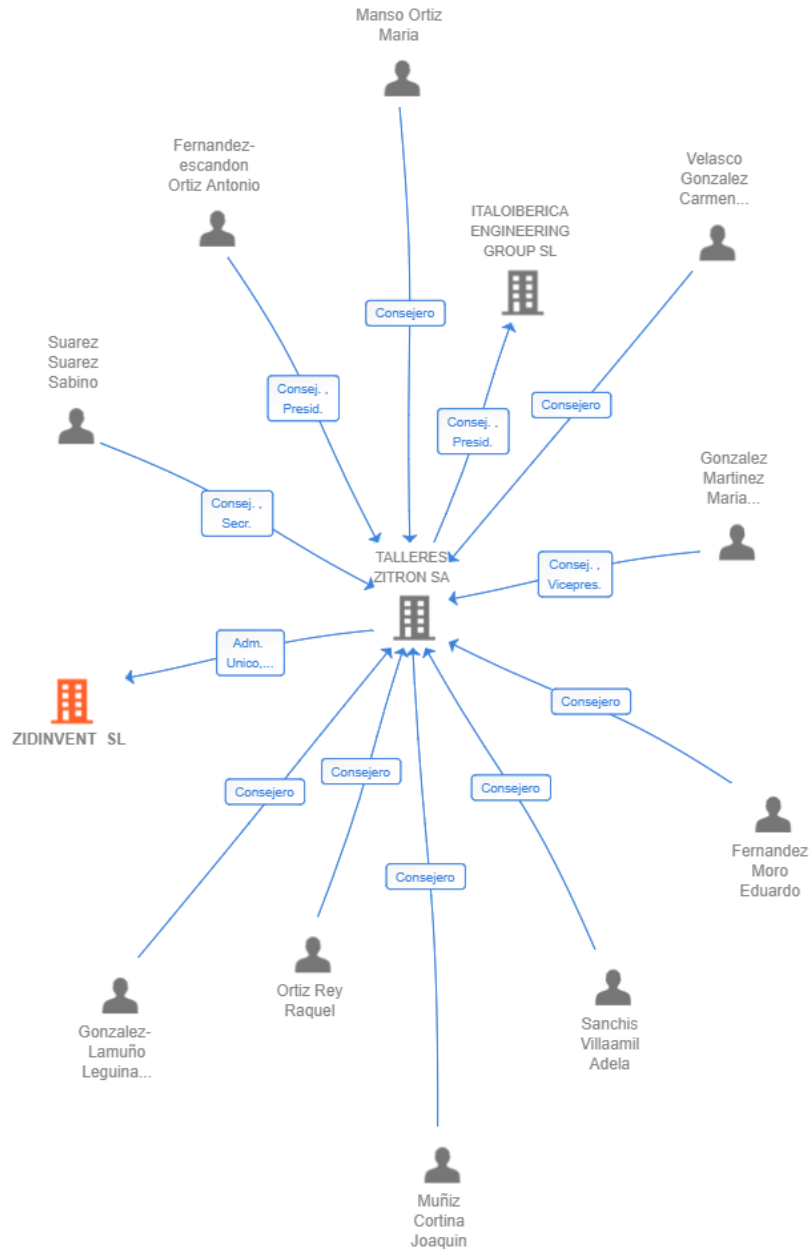 Manso Ortiz
Maria
Fernandez-
escandon
Ortiz Antonio
Velasco
Gonzalez
Carmen...
ITALOIBERICA
ENGINEERING
GROUP SL
Consejero
Suarez
Suarez
Sabino
Consej. ,
Presid.
Consej. ,
Presid.
Consejero
Gonzalez
Martinez
Maria...
Consej. ,
Secr.
TALLERES
ZITRON SA
Consej. ,
Vicepres.
Adm.
Unico,...
ZIDINVENT SL
Consejero
Consejero
Consejero
Consejero
Consejero
Fernandez
Moro
Eduardo
Ortiz Rey
Raquel
Gonzalez-
Lamuño
Leguina...
Sanchis
Villaamil
Adela
Muñiz
Cortina
Joaquin